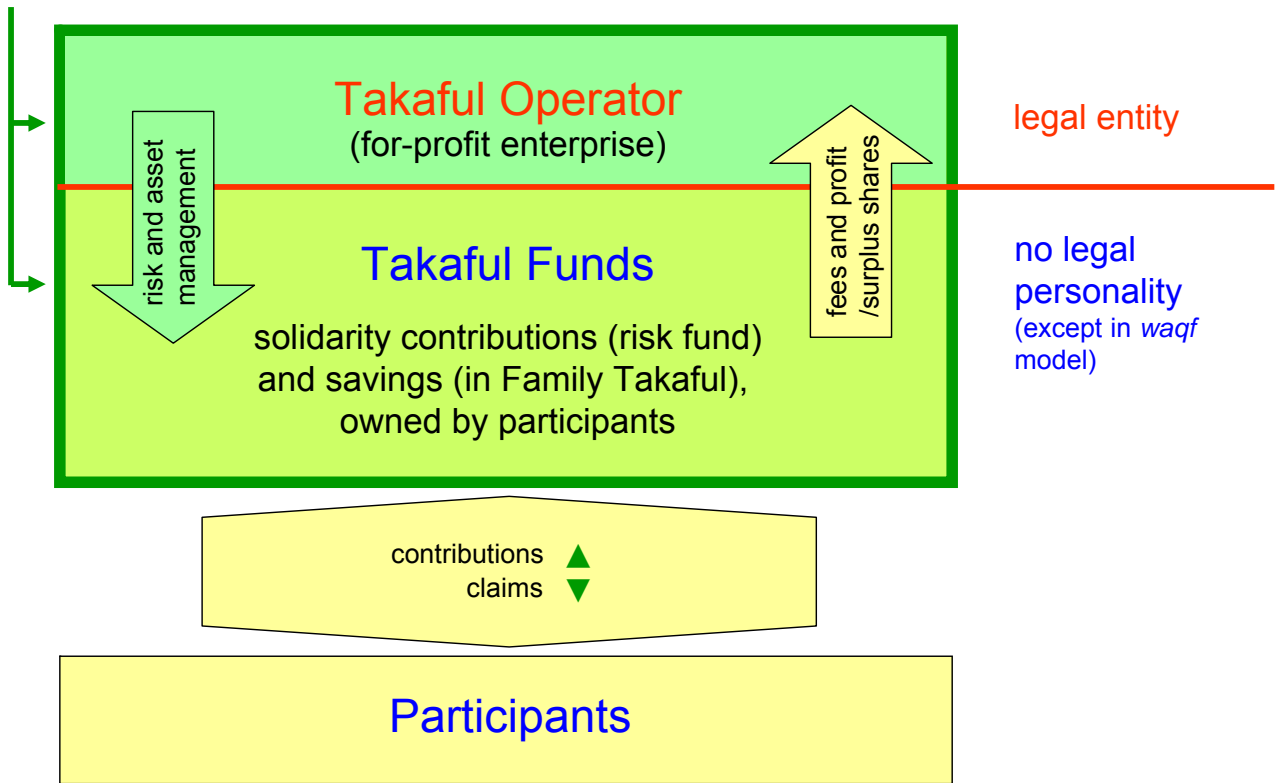 Takaful Operator
(for-profit enterprise)
legal entity
risk and asset
management
fees and profit
/surplus shares
Takaful Funds
solidarity contributions (risk fund)
and savings (in Family Takaful),
owned by participants
no legal
personality
(except in waqf
model)
contributions ▲
claims ▼
Participants